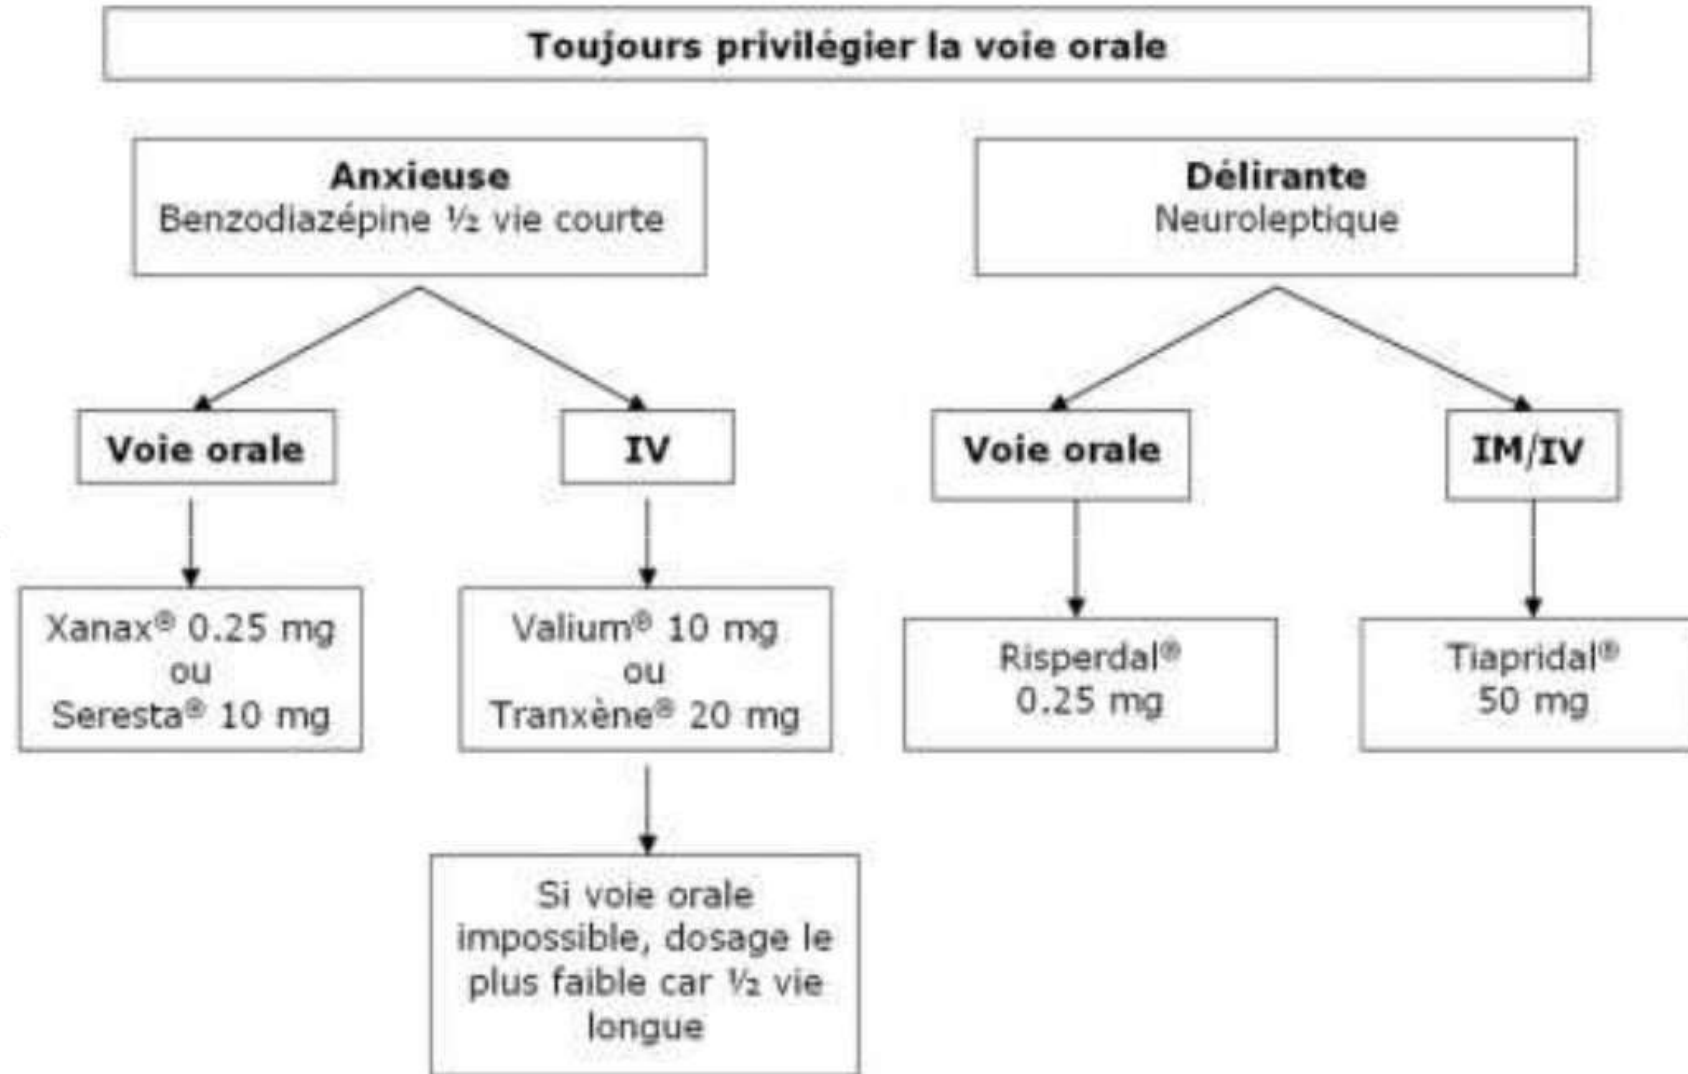 Toujours privilégier la voie orale
Anxieuse
Benzodiazépine ½ vie courte
Délirante
Neuroleptique
Voie orale
IV
Voie orale
IM/IV
Xanax® 0.25 mg
ou
Seresta® 10 mg
Valium® 10 mg
ou
Tranxène® 20 mg
Risperdal®
0.25 mg
Tiapridal®
50 mg
Si voie orale
impossible, dosage le
plus faible car ½ vie
longue